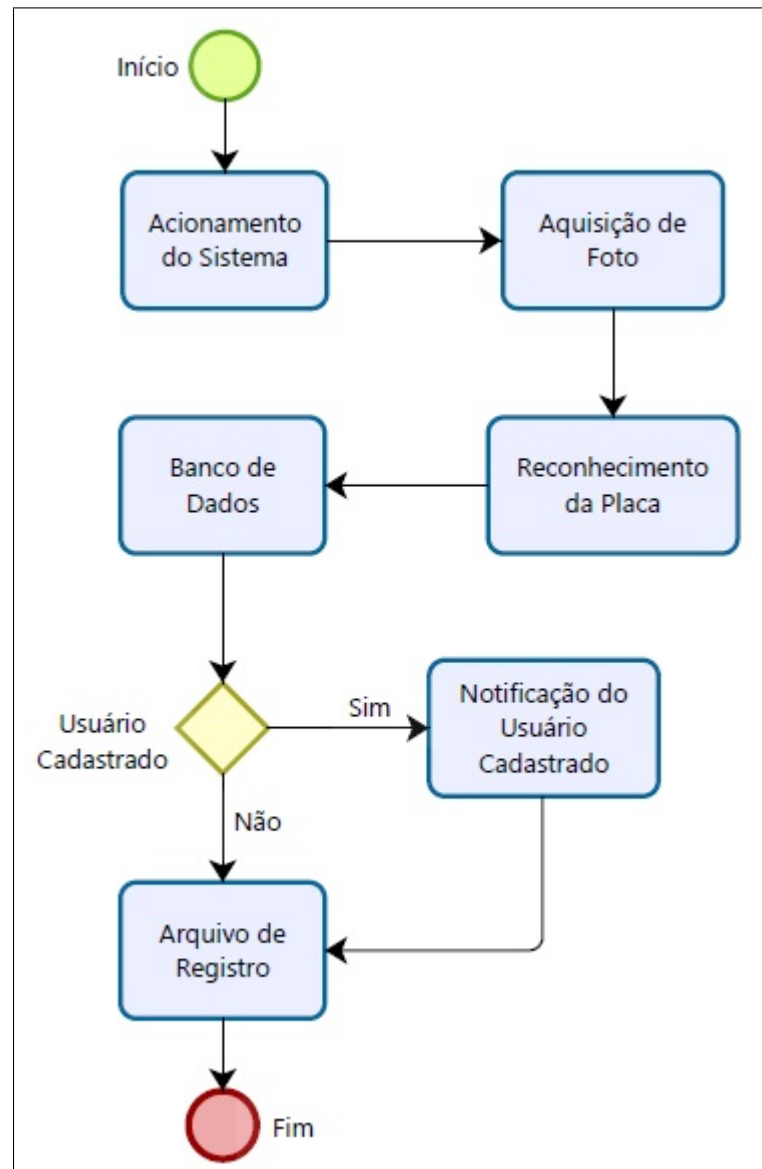 Início
Acionamento
do Sistema
Aquisição de
Foto
Reconhecimento
da Placa
Banco de
Dados
Usuário
Cadastrado
Sim
Notificação do
Usuário
Cadastrado
Não
Arquivo de
Registro
Fim